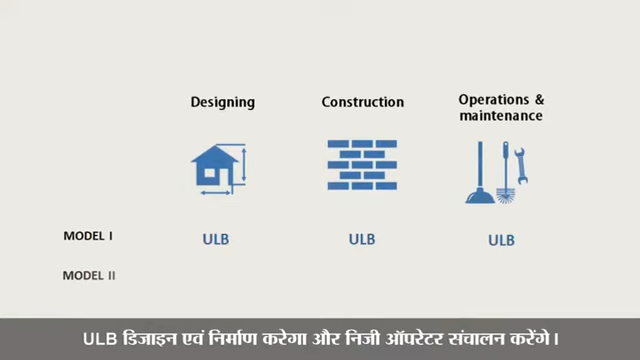 Designing Construction Operations &
maintenance
MODEL I ULB ULB ULB
MODEL II
ULB डिजाइन एवं निर्माण करेगा और निजी ऑपरेटर संचालन करेंगे।